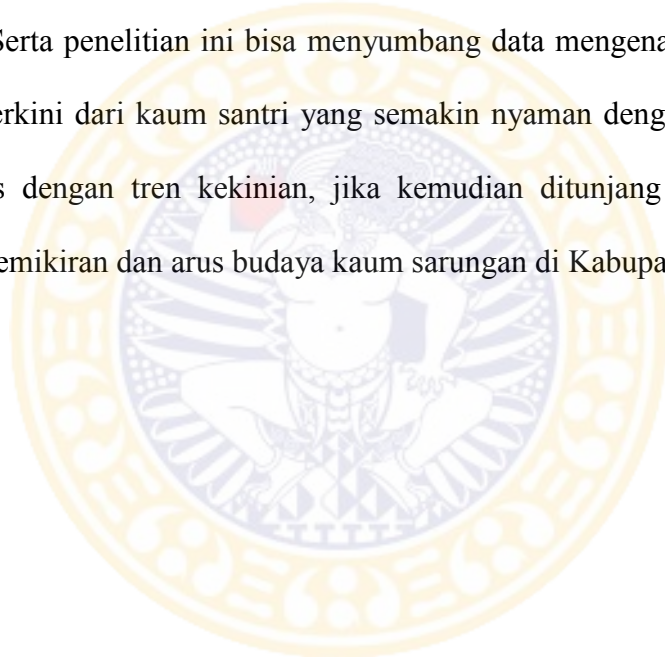 Serta penelitian ini bisa menyumbang data mengena
erkini dari kaum santri yang semakin nyaman deng
s dengan tren kekinian, jika kemudian ditunjang
emikiran dan arus budaya kaum sarungan di Kabupa